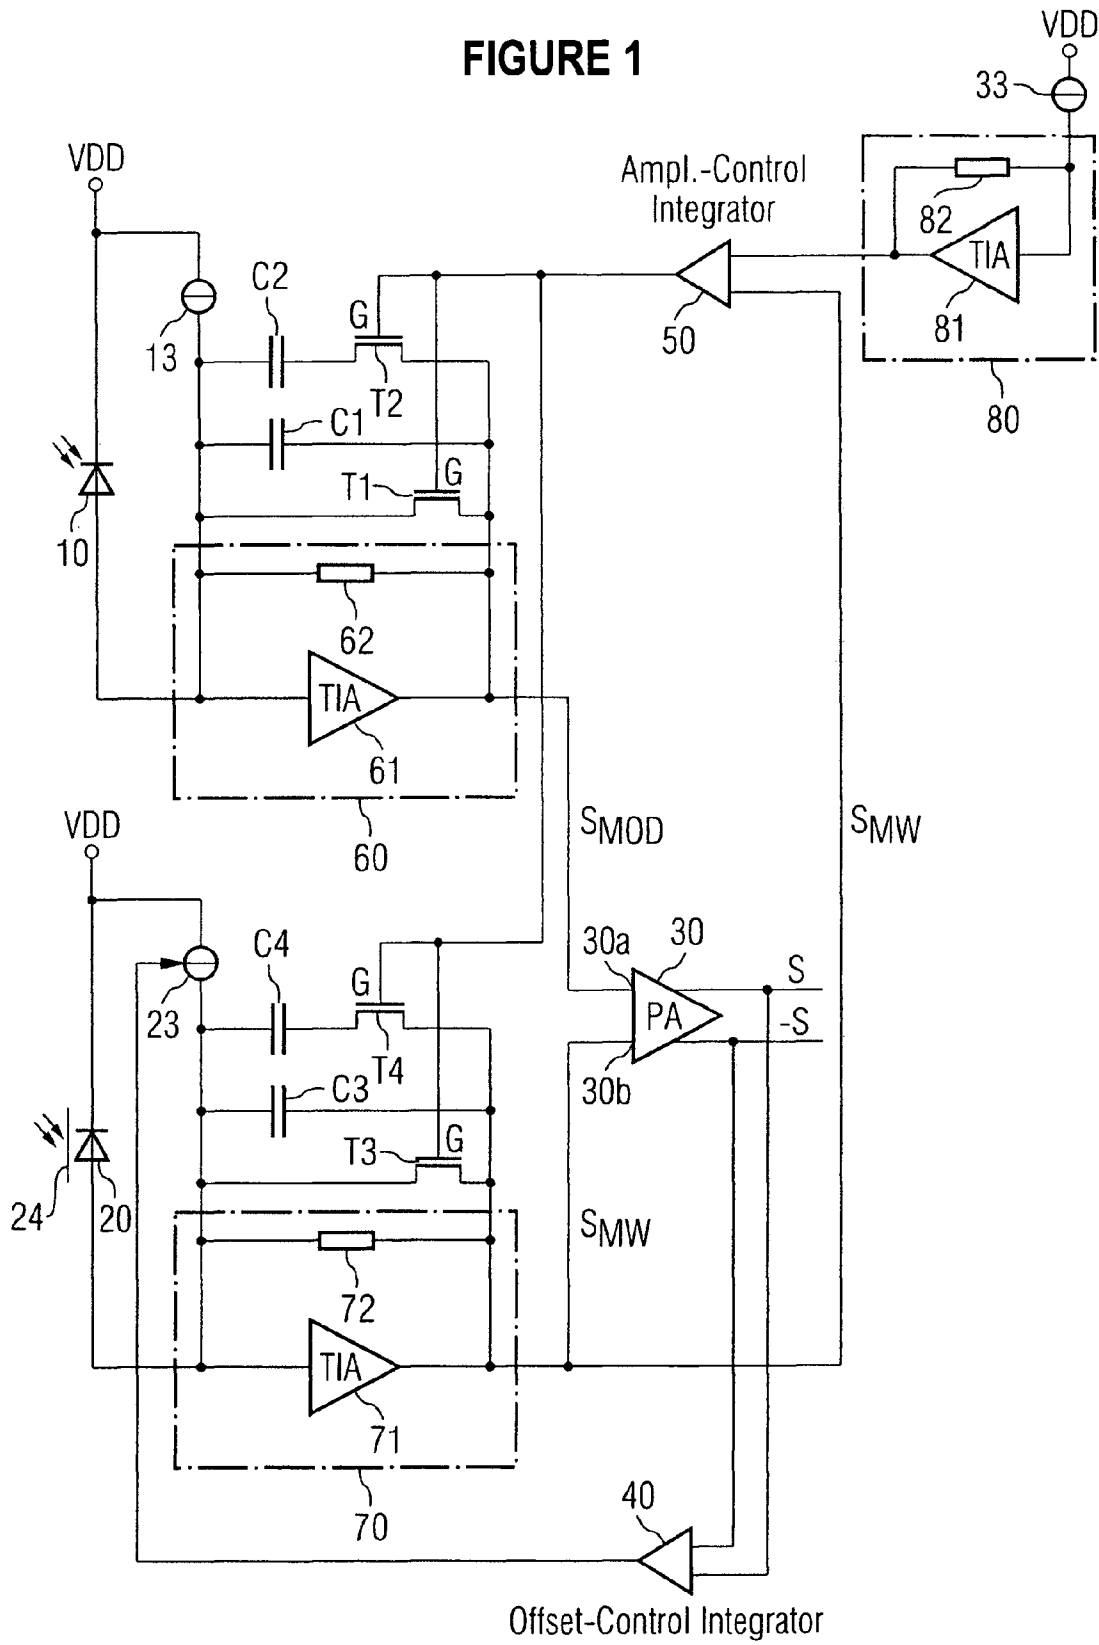 FIGURE 1
VDD
33
VDD
Ampl.-Control
Integrator
82
TIA
81
80
C2
G
13
T2
50
C1
T1
G
10
62
TIA
61
60
SMOD
SMW
VDD
C4
G
23
T4
30a
30
S
PA
-S
30b
C3
T3
G
24
20
SMW
72
TIA
71
70
40
Offset-Control Integrator